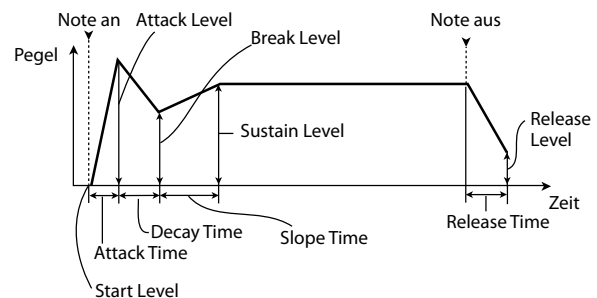 Note an
Attack Level
Note aus
Break Level
Pegel
Release
Level
Sustain Level
Zeit
Decay Time
Slope Time
Release Time
Attack Time
Start Level